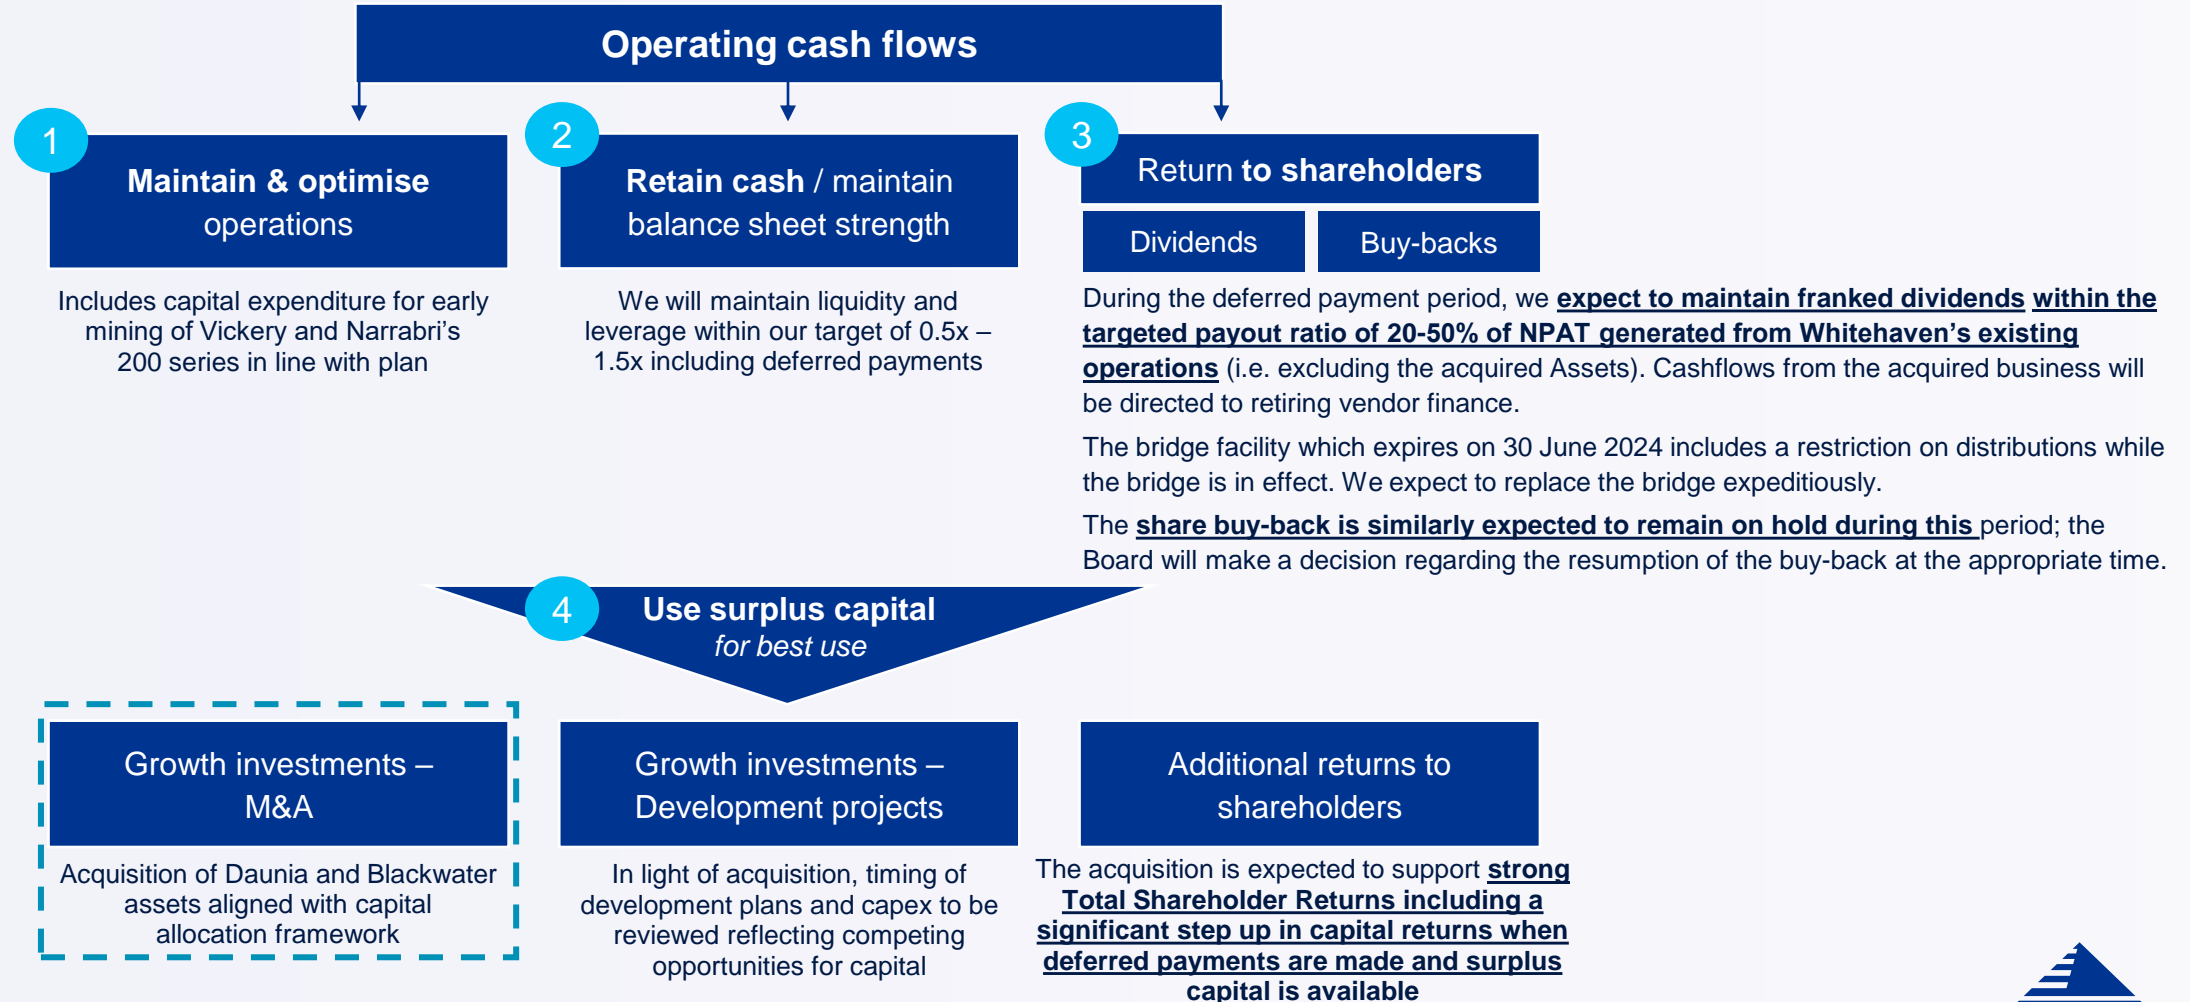 Operating cash flows
1
Maintain & optimise
operations
Includes capital expenditure for early
mining of Vickery and Narrabri’s
200 series in line with plan
2
Retain cash / maintain
balance sheet strength
We will maintain liquidity and
leverage within our target of 0.5x –
1.5x including deferred payments
3
Return to shareholders
Dividends
Buy-backs
During the deferred payment period, we expect to maintain franked dividends within the
targeted payout ratio of 20-50% of NPAT generated from Whitehaven’s existing
operations (i.e. excluding the acquired Assets). Cashflows from the acquired business will
be directed to retiring vendor finance.
The bridge facility which expires on 30 June 2024 includes a restriction on distributions while
the bridge is in effect. We expect to replace the bridge expeditiously.
The share buy-back is similarly expected to remain on hold during this period; the
Board will make a decision regarding the resumption of the buy-back at the appropriate time.
4
Use surplus capital
for best use
Growth investments –
M&A
Acquisition of Daunia and Blackwater
assets aligned with capital
allocation framework
Growth investments –
Development projects
In light of acquisition, timing of
development plans and capex to be
reviewed reflecting competing
opportunities for capital
Additional returns to
shareholders
The acquisition is expected to support strong
Total Shareholder Returns including a
significant step up in capital returns when
deferred payments are made and surplus
capital is available